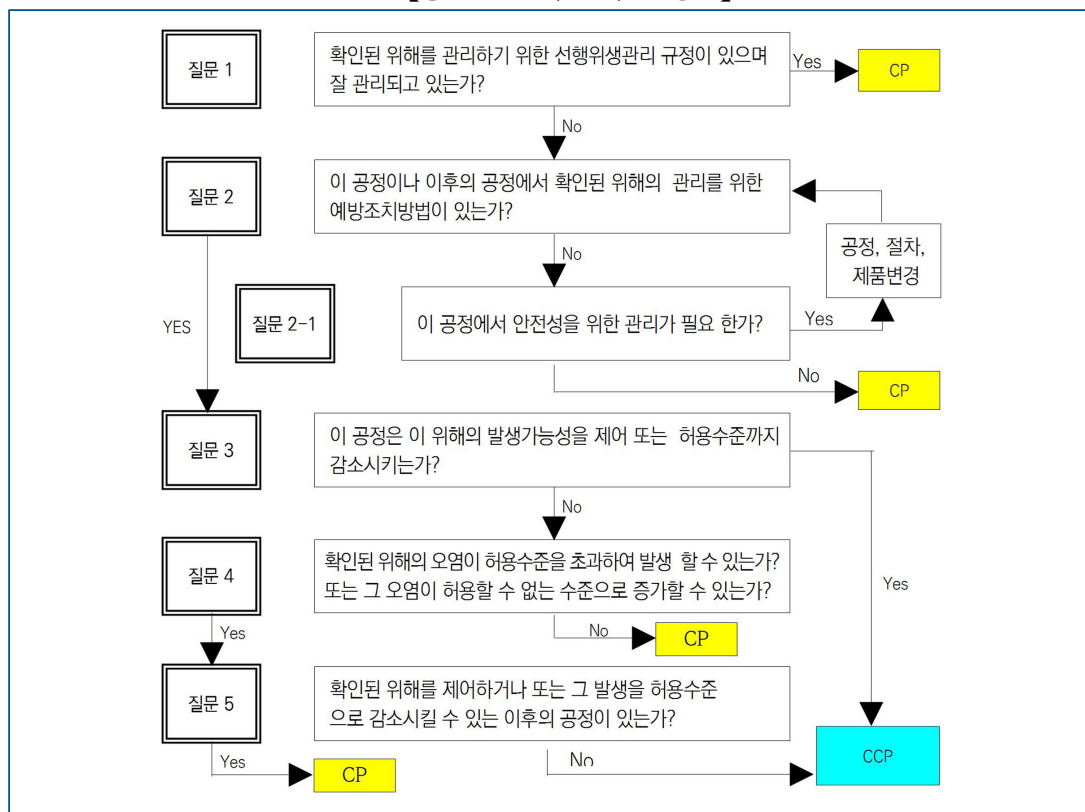 질문 1
확인된 위해를 관리하기 위한 선행위생관리 규정이 있으며
잘 관리되고 있는가?
Yes
CP
No
질문 2
이 공정이나 이후의 공정에서 확인된 위해의 관리를 위한
예방조치방법이 있는가?
No
공정, 절차,
제품변경
YES
질문 2-1
이 공정에서 안전성을 위한 관리가 필요 한가?
Yes
No
CP
질문 3
이 공정은 이 위해의 발생가능성을 제어 또는 허용수준까지
감소시키는가?
No
Yes
질문 4
확인된 위해의 오염이 허용수준을 초과하여 발생 할 수 있는가?
또는 그 오염이 허용할 수 없는 수준으로 증가할 수 있는가?
No
CP
Yes
질문 5
확인된 위해를 제어하거나 또는 그 발생을 허용수준
으로 감소시킬 수 있는 이후의 공정이 있는가?
Yes
CP
No
CCP